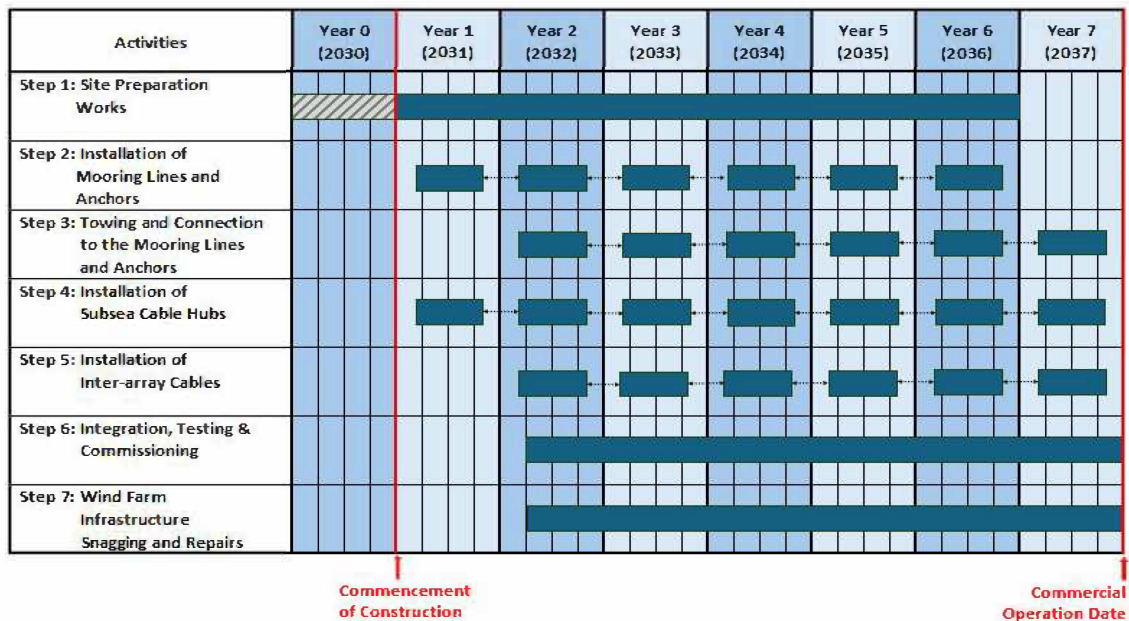 Activities
Year 0
(2030)
Year 1
(2031)
Year 2
(2032)
Year 3
(2033)
Year 4
(2034)
Year 5
(2035)
Year 6
(2036)
Year 7
(2037)
Step 1: Site Preparation
Works
Step 2: Installation of
Mooring Lines and
Anchors
Step 3: Towing and Connection
to the Mooring Lines
and Anchors
Step 4: Installation of
Subsea Cable Hubs
Step 5: Installation of
Inter-array Cables
Step 6: Integration, Testing &
Commissioning
Step 7: Wind Farm
Infrastructure
Snagging and Repairs
Commencement
of Construction
Commercial
Operation Date